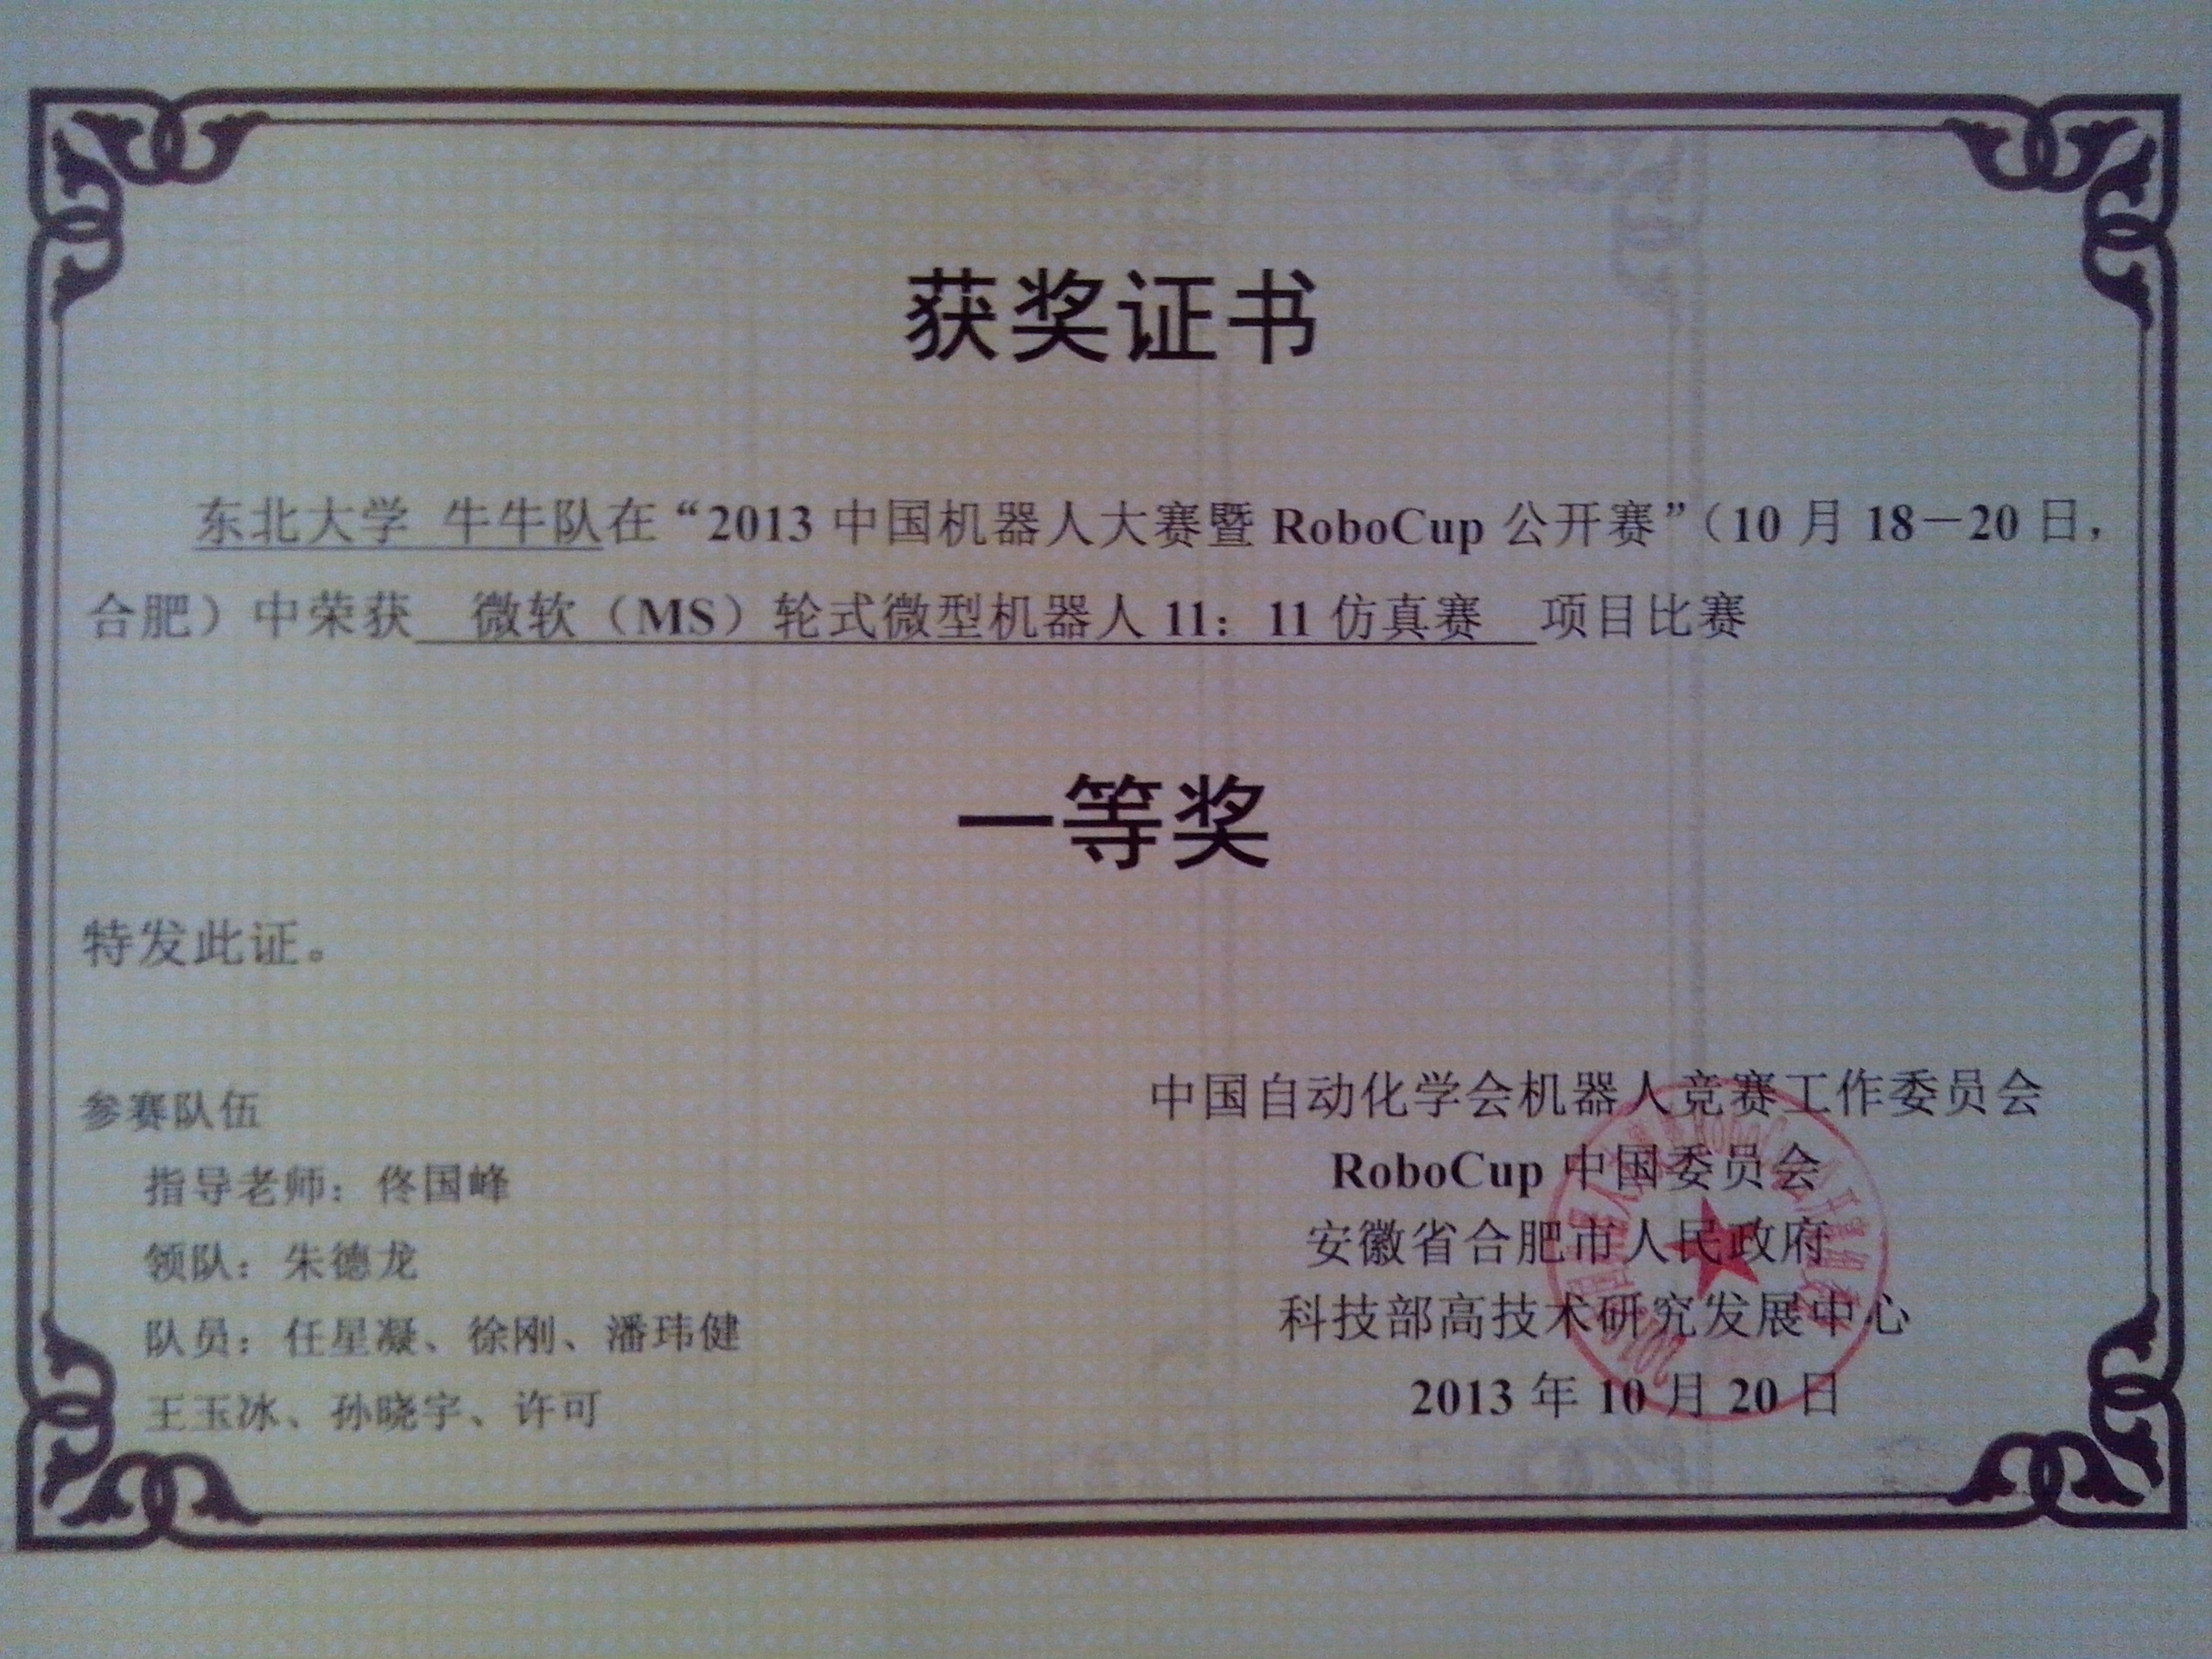 获奖证书
东北大学 牛牛队在“2013 中国机器人大赛暨 RoboCup 公开赛”（10 月 18－20 日，
合肥）中荣获 微软（MS）轮式微型机器人 11：11 仿真赛 项目比赛
一等奖
特发此证。
参赛队伍
指导老师：佟国峰
领队：朱德龙
队员：任星凝、徐刚、潘玮健
王玉冰、孙晓宇、许可
中国自动化学会机器人竞赛工作委员会
RoboCup 中国委员会
安徽省合肥市人民政府
科技部高技术研究发展中心
2013 年 10 月 20 日